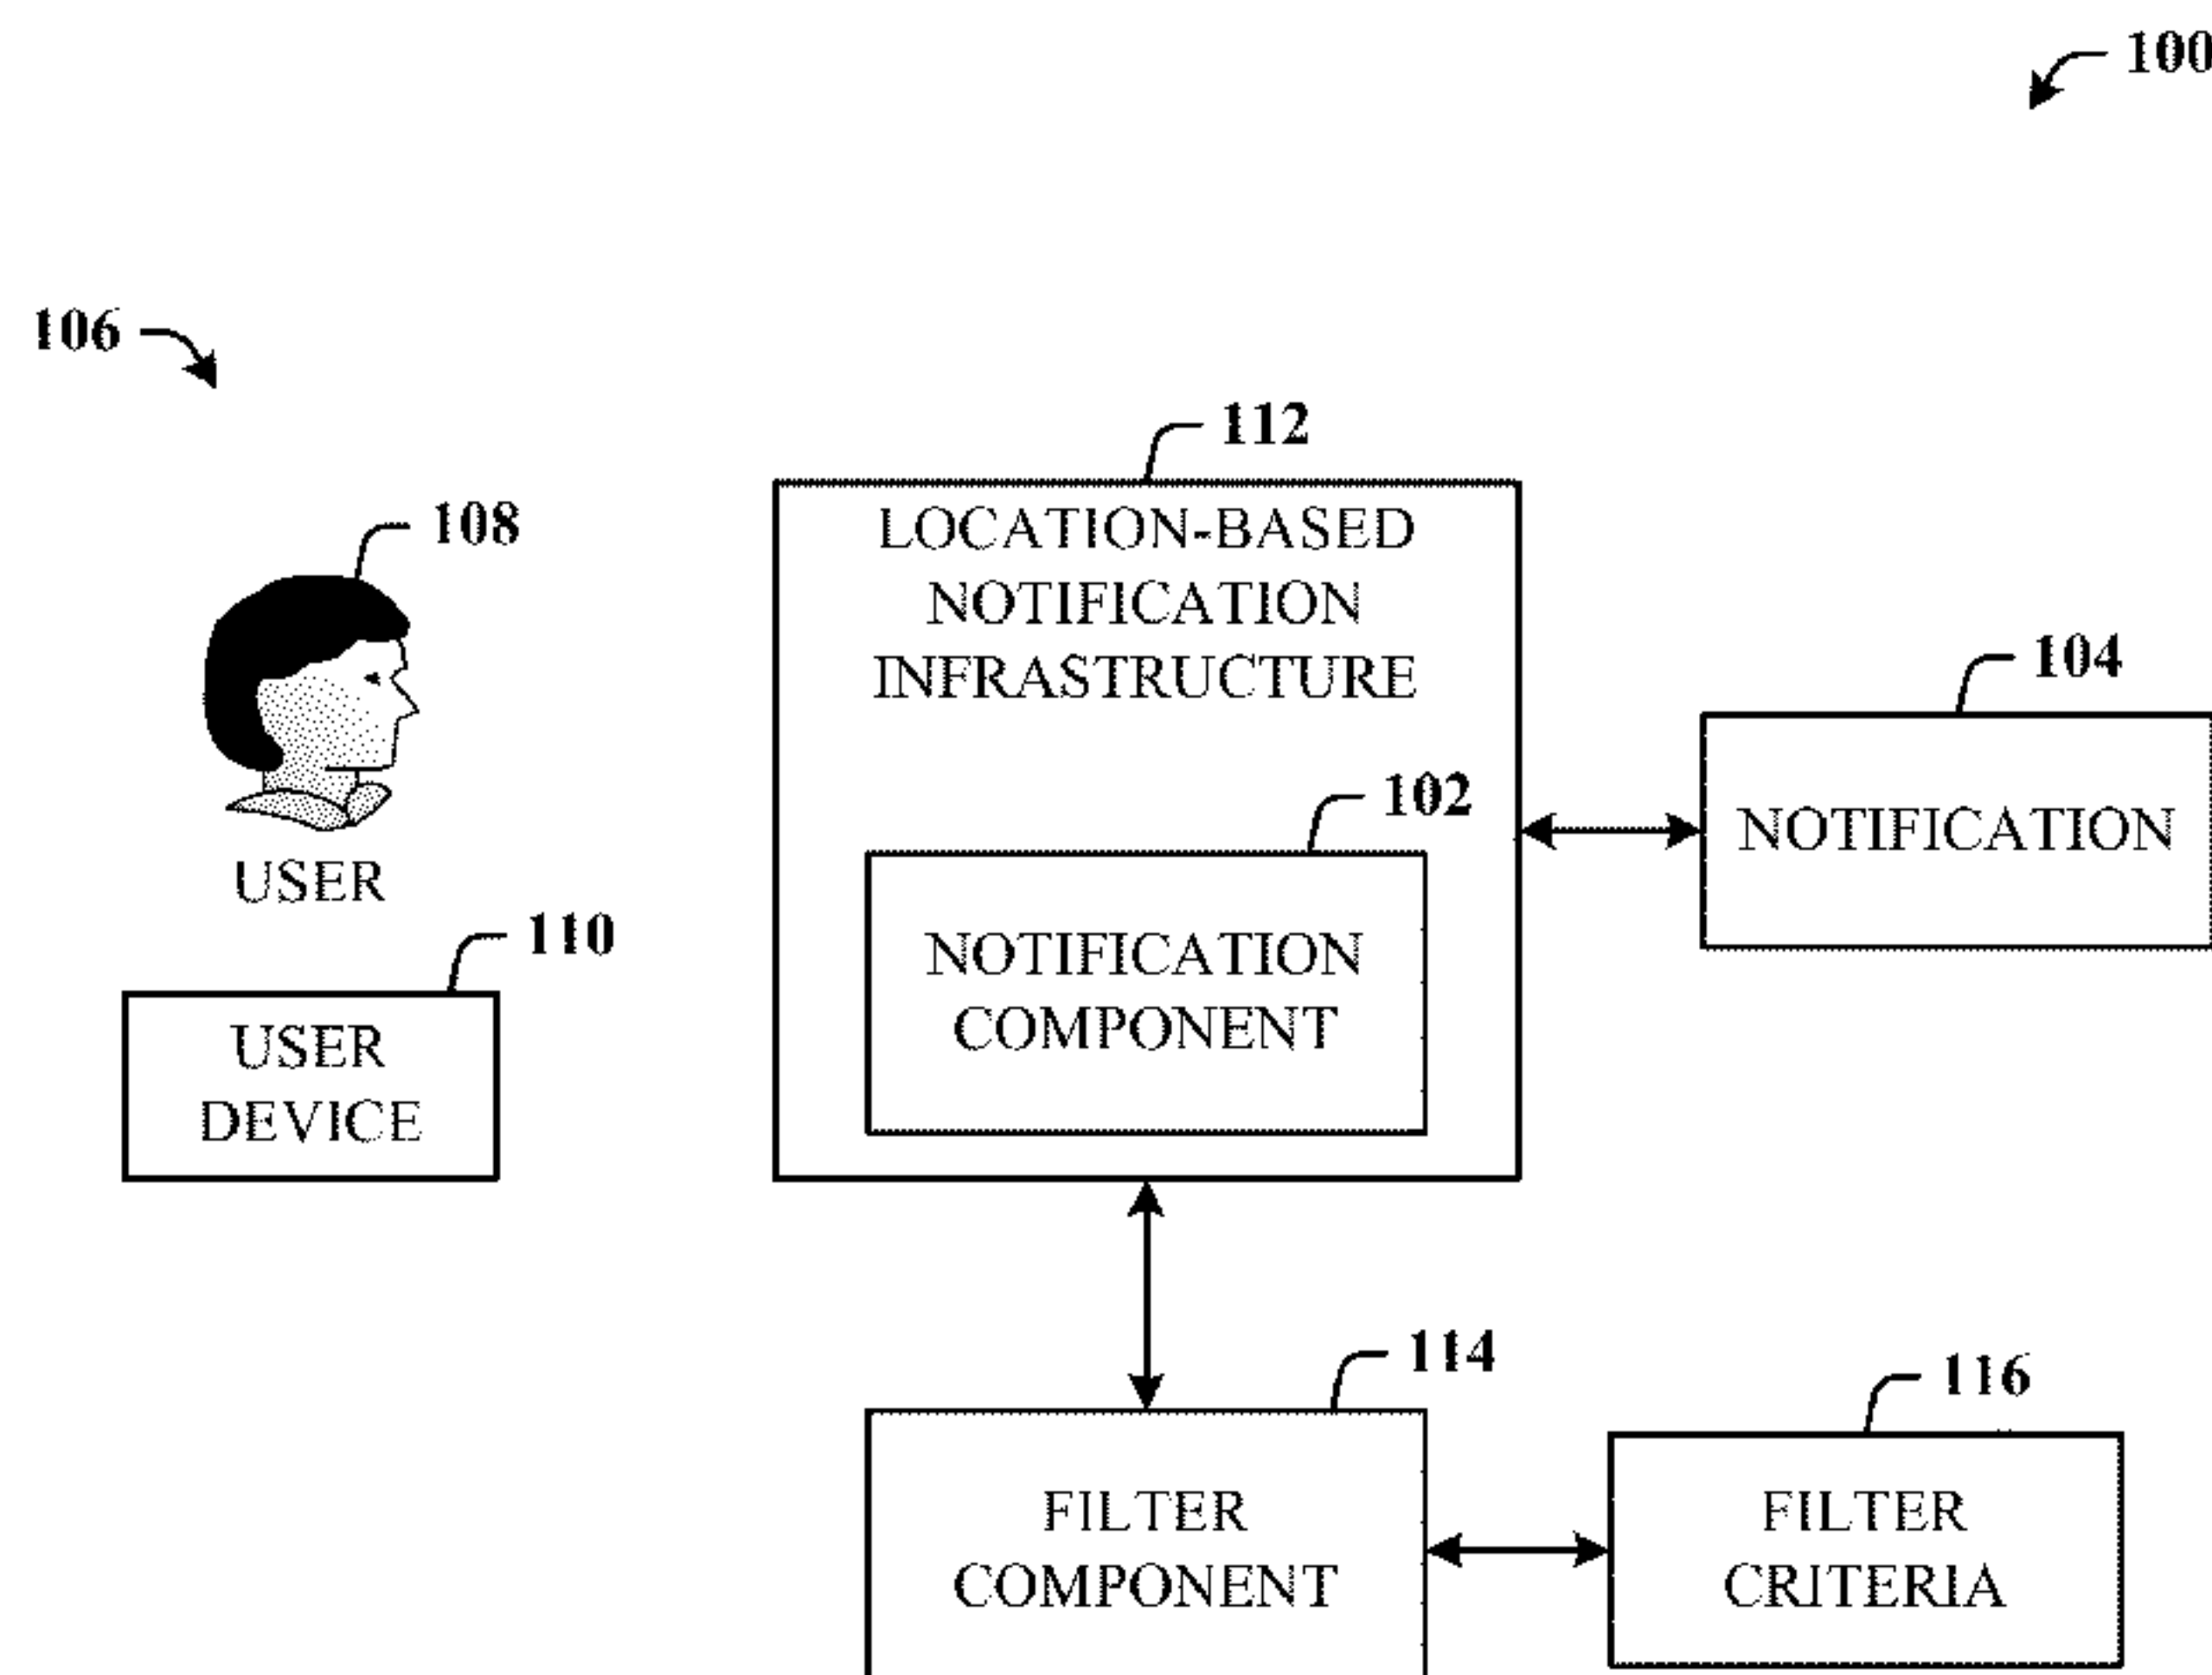 100
106
112
108
LOCATION-BASED
NOTIFICATION
INFRASTRUCTURE
104
102
NOTIFICATION
USER
110
NOTIFICATION
COMPONENT
USER
DEVICE
114
116
FILTER
COMPONENT
FILTER
CRITERIA